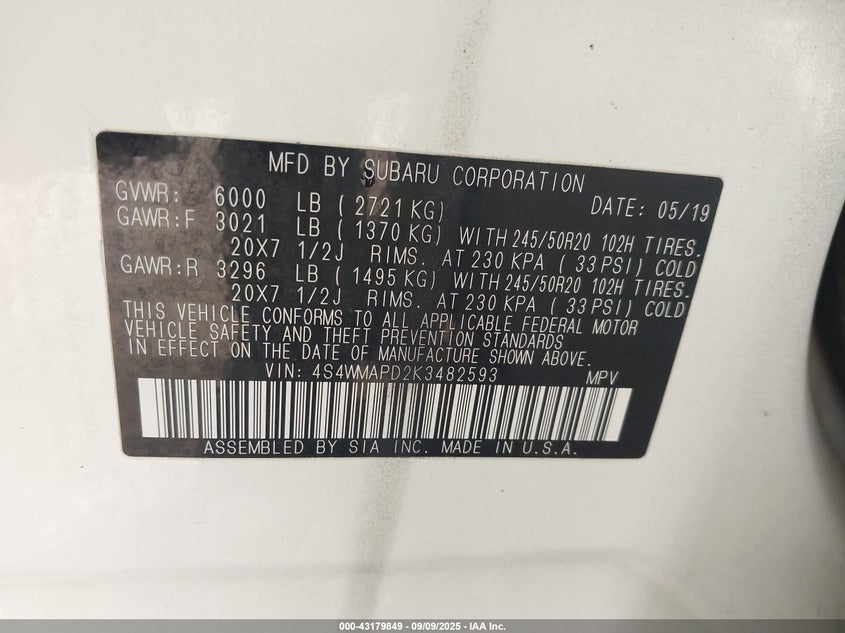 MFD BY SUBARU CORPORATION
GVWR: 6000 LB ( 2721 KG) DATE: 05/19
GAWR:F 3021 LB ( 1370 KG) WITH 245/50R20 102H TIRES.
20X7 1/2J RIMS. AT 230 KPA ( 33 PSI) COLD
GAWR:R 3296 LB ( 1495 KG) WITH 245/50R20 102H TIRES.
20X7 1/2J RIMS. AT 230 KPA ( 33 PSI) COLD
THIS VEHICLE CONFORMS TO ALL APPLICABLE FEDERAL MOTOR
VEHICLE SAFETY AND THEFT PREVENTION STANDARDS
IN EFFECT ON THE DATE OF MANUFACTURE SHOWN ABOVE.
VIN: 4S4WMAPD2K3482593 MPV
ASSEMBLED BY SIA INC. MADE IN U.S.A.
000-43179849 - 09/09/2025 - IAA Inc.